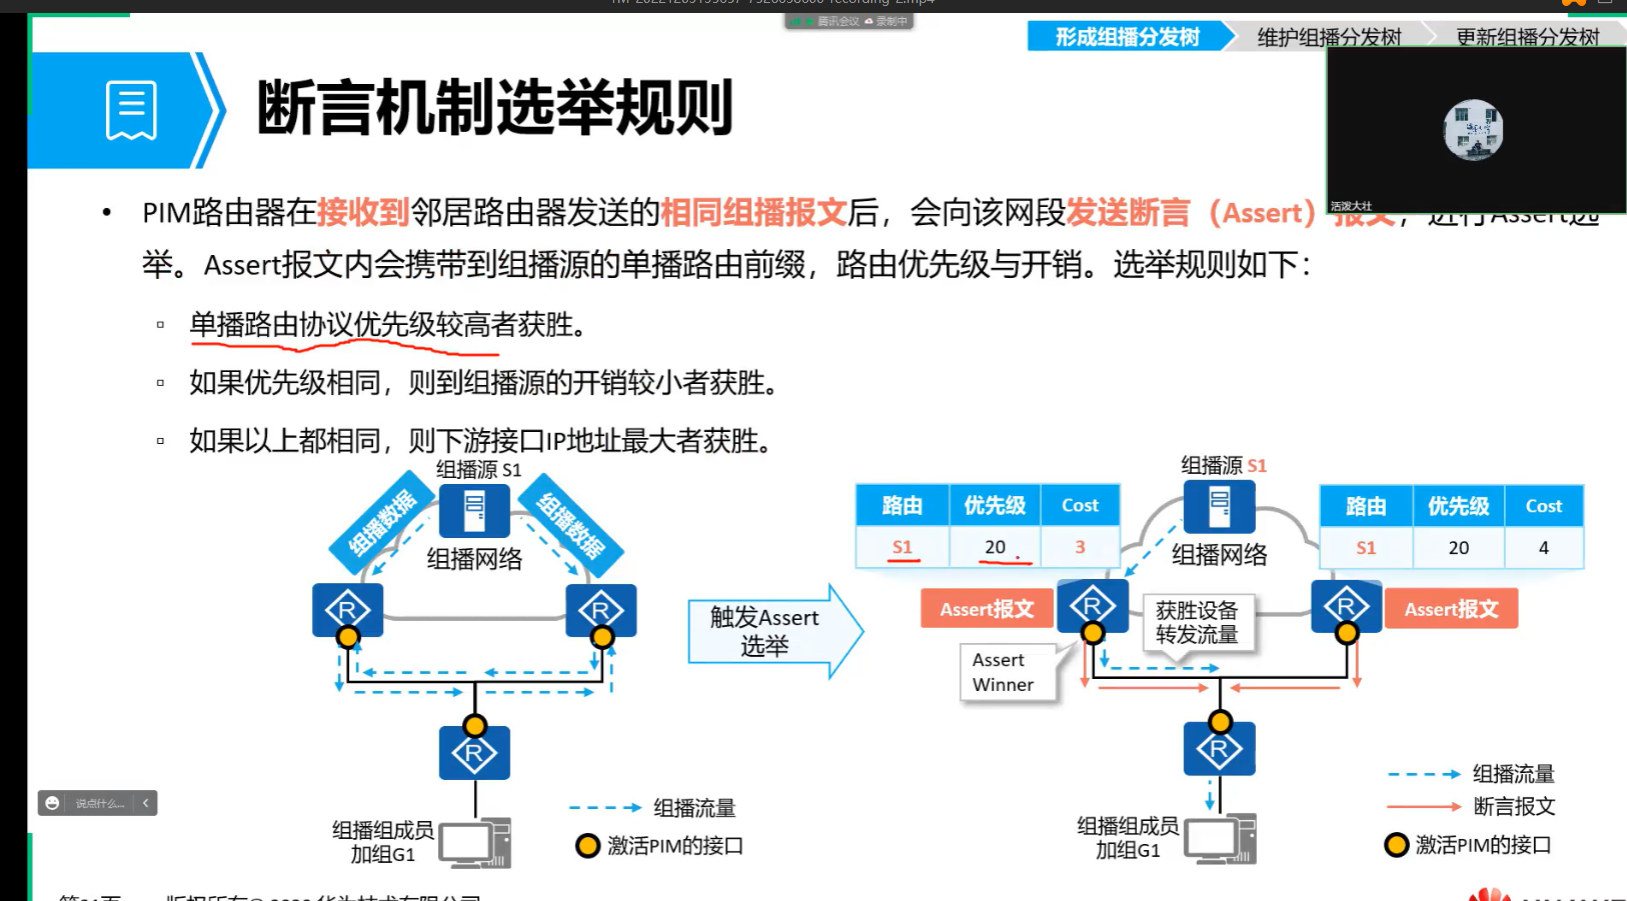 腾讯会议 录制中
形成组播分发树
维护组播分发树
更新组播分发树
断言机制选举规则
活泼大壮
• PIM路由器在接收到邻居路由器发送的相同组播报文后，会向该网段发送断言（Assert）报文，进行Assert选
举。Assert报文内会携带到组播源的单播路由前缀，路由优先级与开销。选举规则如下：
▫ 单播路由协议优先级较高者获胜。
▫ 如果优先级相同，则到组播源的开销较小者获胜。
▫ 如果以上都相同，则下游接口IP地址最大者获胜。
组播源 S1
组播数据
组播数据
组播网络
R
R
R
组播组成员
加组G1
组播流量
激活PIM的接口
触发Assert
选举
组播源 S1
路由 优先级 Cost
S1 20 3
路由 优先级 Cost
S1 20 4
组播网络
Assert报文
R
获胜设备
转发流量
R
Assert报文
Assert
Winner
R
组播组成员
加组G1
组播流量
断言报文
激活PIM的接口
说点什么...